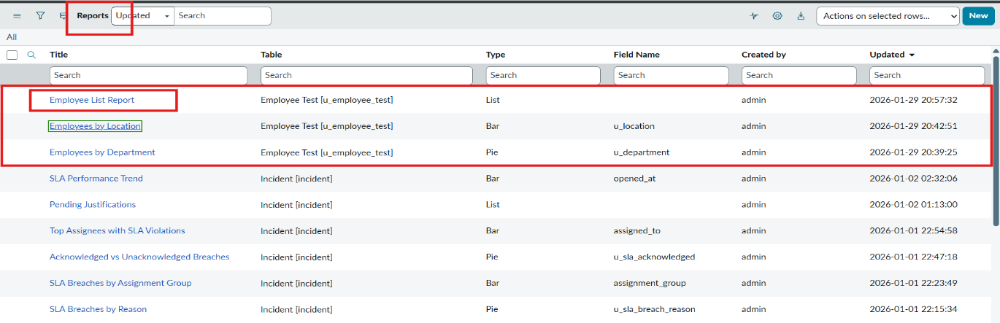 Reports Updated Search Actions on selected rows... New
All
Title Table Type Field Name Created by Updated
Search Search Search Search Search Search
Employee List Report Employee Test [u_employee_test] List admin 2026-01-29 20:57:32
Employees by Location Employee Test [u_employee_test] Bar u_location admin 2026-01-29 20:42:51
Employees by Department Employee Test [u_employee_test] Pie u_department admin 2026-01-29 20:39:25
SLA Performance Trend Incident [incident] Bar opened_at admin 2026-01-02 02:32:06
Pending Justifications Incident [incident] List admin 2026-01-02 01:13:00
Top Assignees with SLA Violations Incident [incident] Bar assigned_to admin 2026-01-01 22:54:58
Acknowledged vs Unacknowledged Breaches Incident [incident] Pie u_sla_acknowledged admin 2026-01-01 22:47:18
SLA Breaches by Assignment Group Incident [incident] Bar assignment_group admin 2026-01-01 22:23:49
SLA Breaches by Reason Incident [incident] Pie u_sla_breach_reason admin 2026-01-01 22:15:34